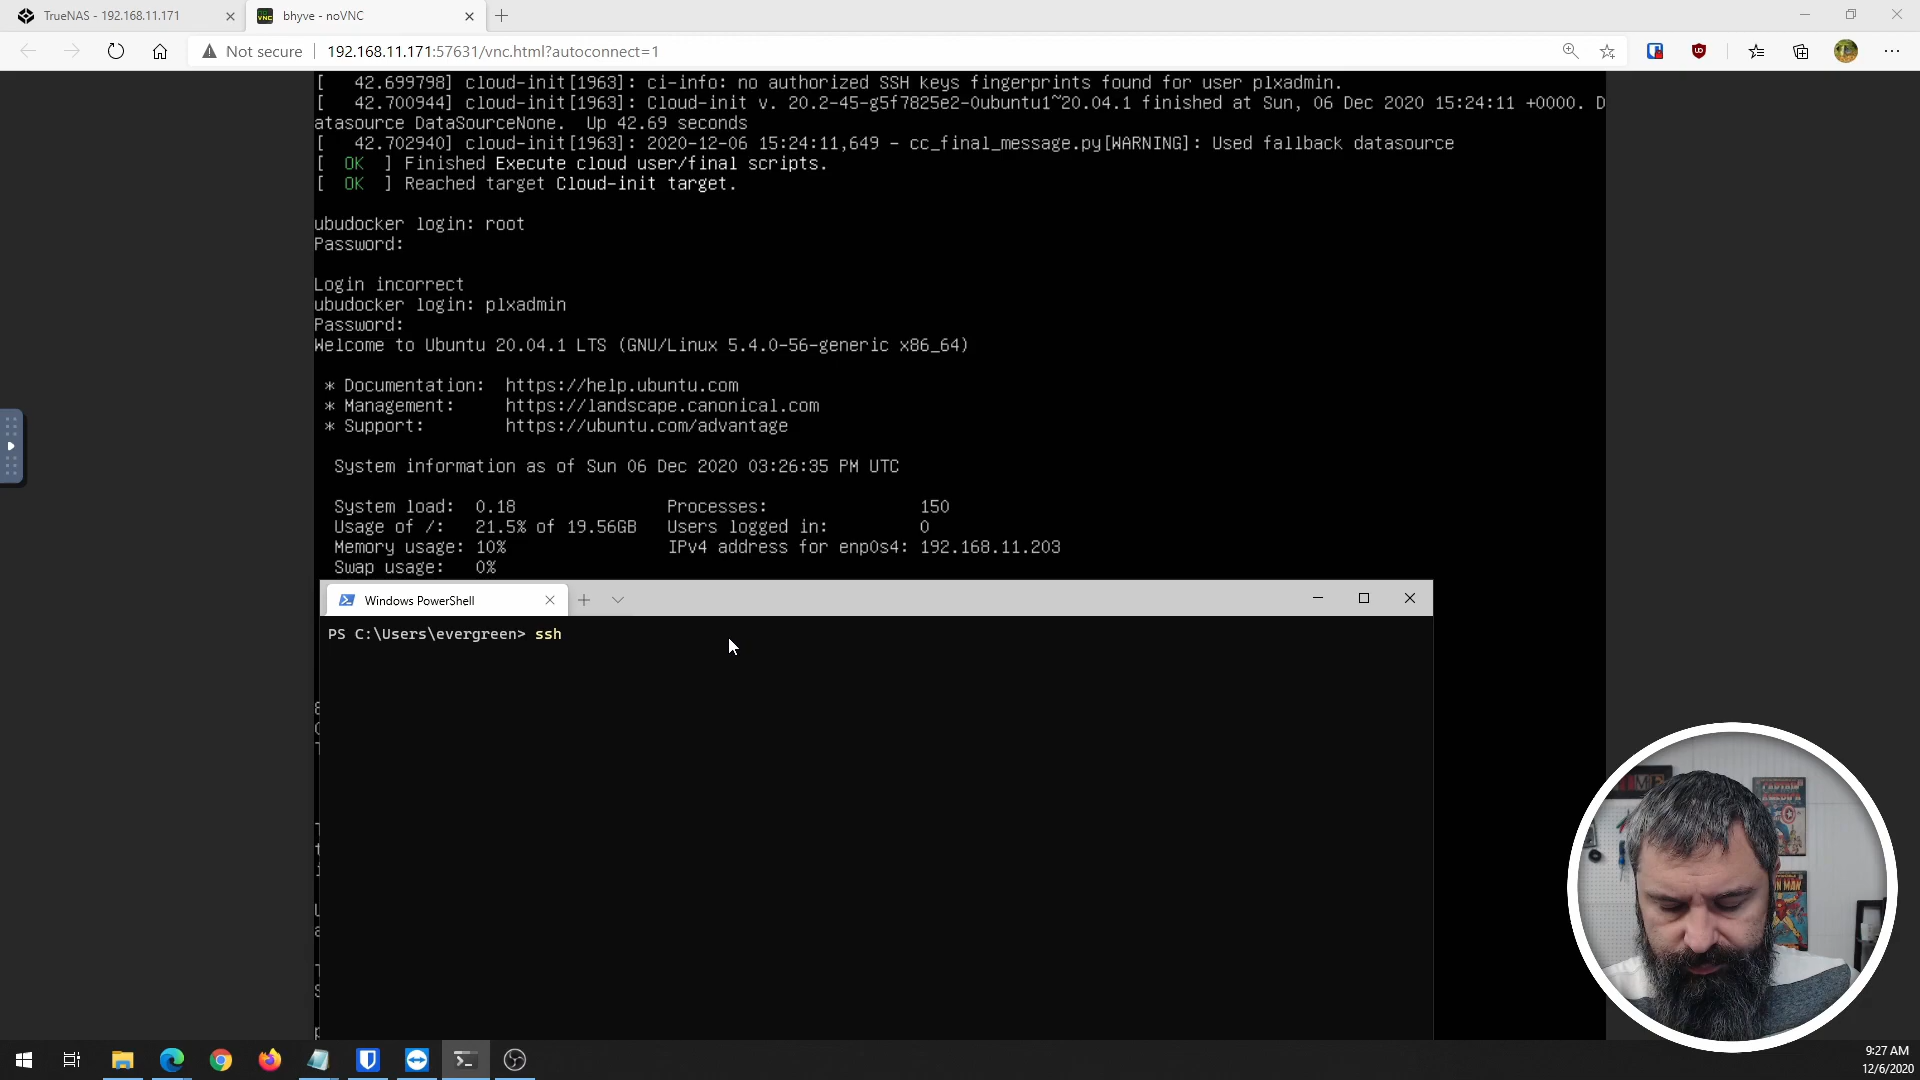 TrueNAS - 192.168.11.171
bhyve - noVNC
Not secure
192.168.11.171:57631/vnc.html?autoconnect=1
[   42.699798] cloud-init[1963]: ci-info: no authorized SSH keys fingerprints found for user plxadmin.
[   42.700944] cloud-init[1963]: Cloud-init v. 20.2-45-g5f7825e2-0ubuntu1~20.04.1 finished at Sun, 06 Dec 2020 15:24:11 +0000. D
atasource DataSourceNone.  Up 42.69 seconds
[   42.702940] cloud-init[1963]: 2020-12-06 15:24:11,649 - cc_final_message.py[WARNING]: Used fallback datasource
[  OK  ] Finished Execute cloud user/final scripts.
[  OK  ] Reached target Cloud-init target.
ubudocker login: root
Password:
Login incorrect
ubudocker login: plxadmin
Password:
Welcome to Ubuntu 20.04.1 LTS (GNU/Linux 5.4.0-56-generic x86_64)
* Documentation:  https://help.ubuntu.com
* Management:     https://landscape.canonical.com
* Support:        https://ubuntu.com/advantage
System information as of Sun 06 Dec 2020 03:26:35 PM UTC
System load:  0.18               Processes:               150
Usage of /:   21.5% of 19.56GB   Users logged in:         0
Memory usage: 10%                IPv4 address for enp0s4: 192.168.11.203
Swap usage:   0%
Windows PowerShell
PS C:\Users\evergreen> ssh
CAPTAIN
AMERICA
IRON MAN
9:27 AM
12/6/2020